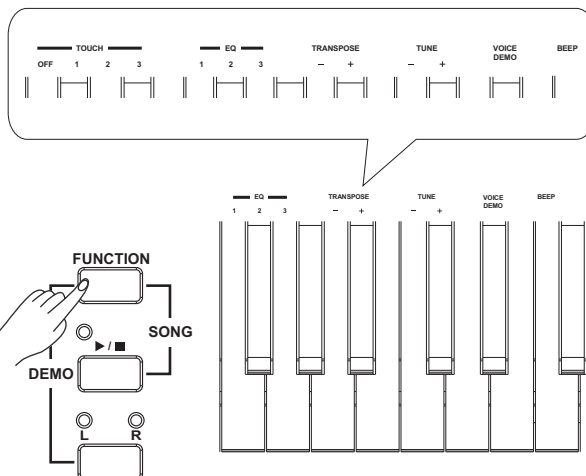 TOUCH EQ TRANSPOSE TUNE VOICE DEMO BEEP
OFF 1 2 3 1 2 3 − + − +
EQ TRANSPOSE TUNE VOICE DEMO BEEP
1 2 3 − + − +
FUNCTION
SONG
▶ / ■
DEMO
L R